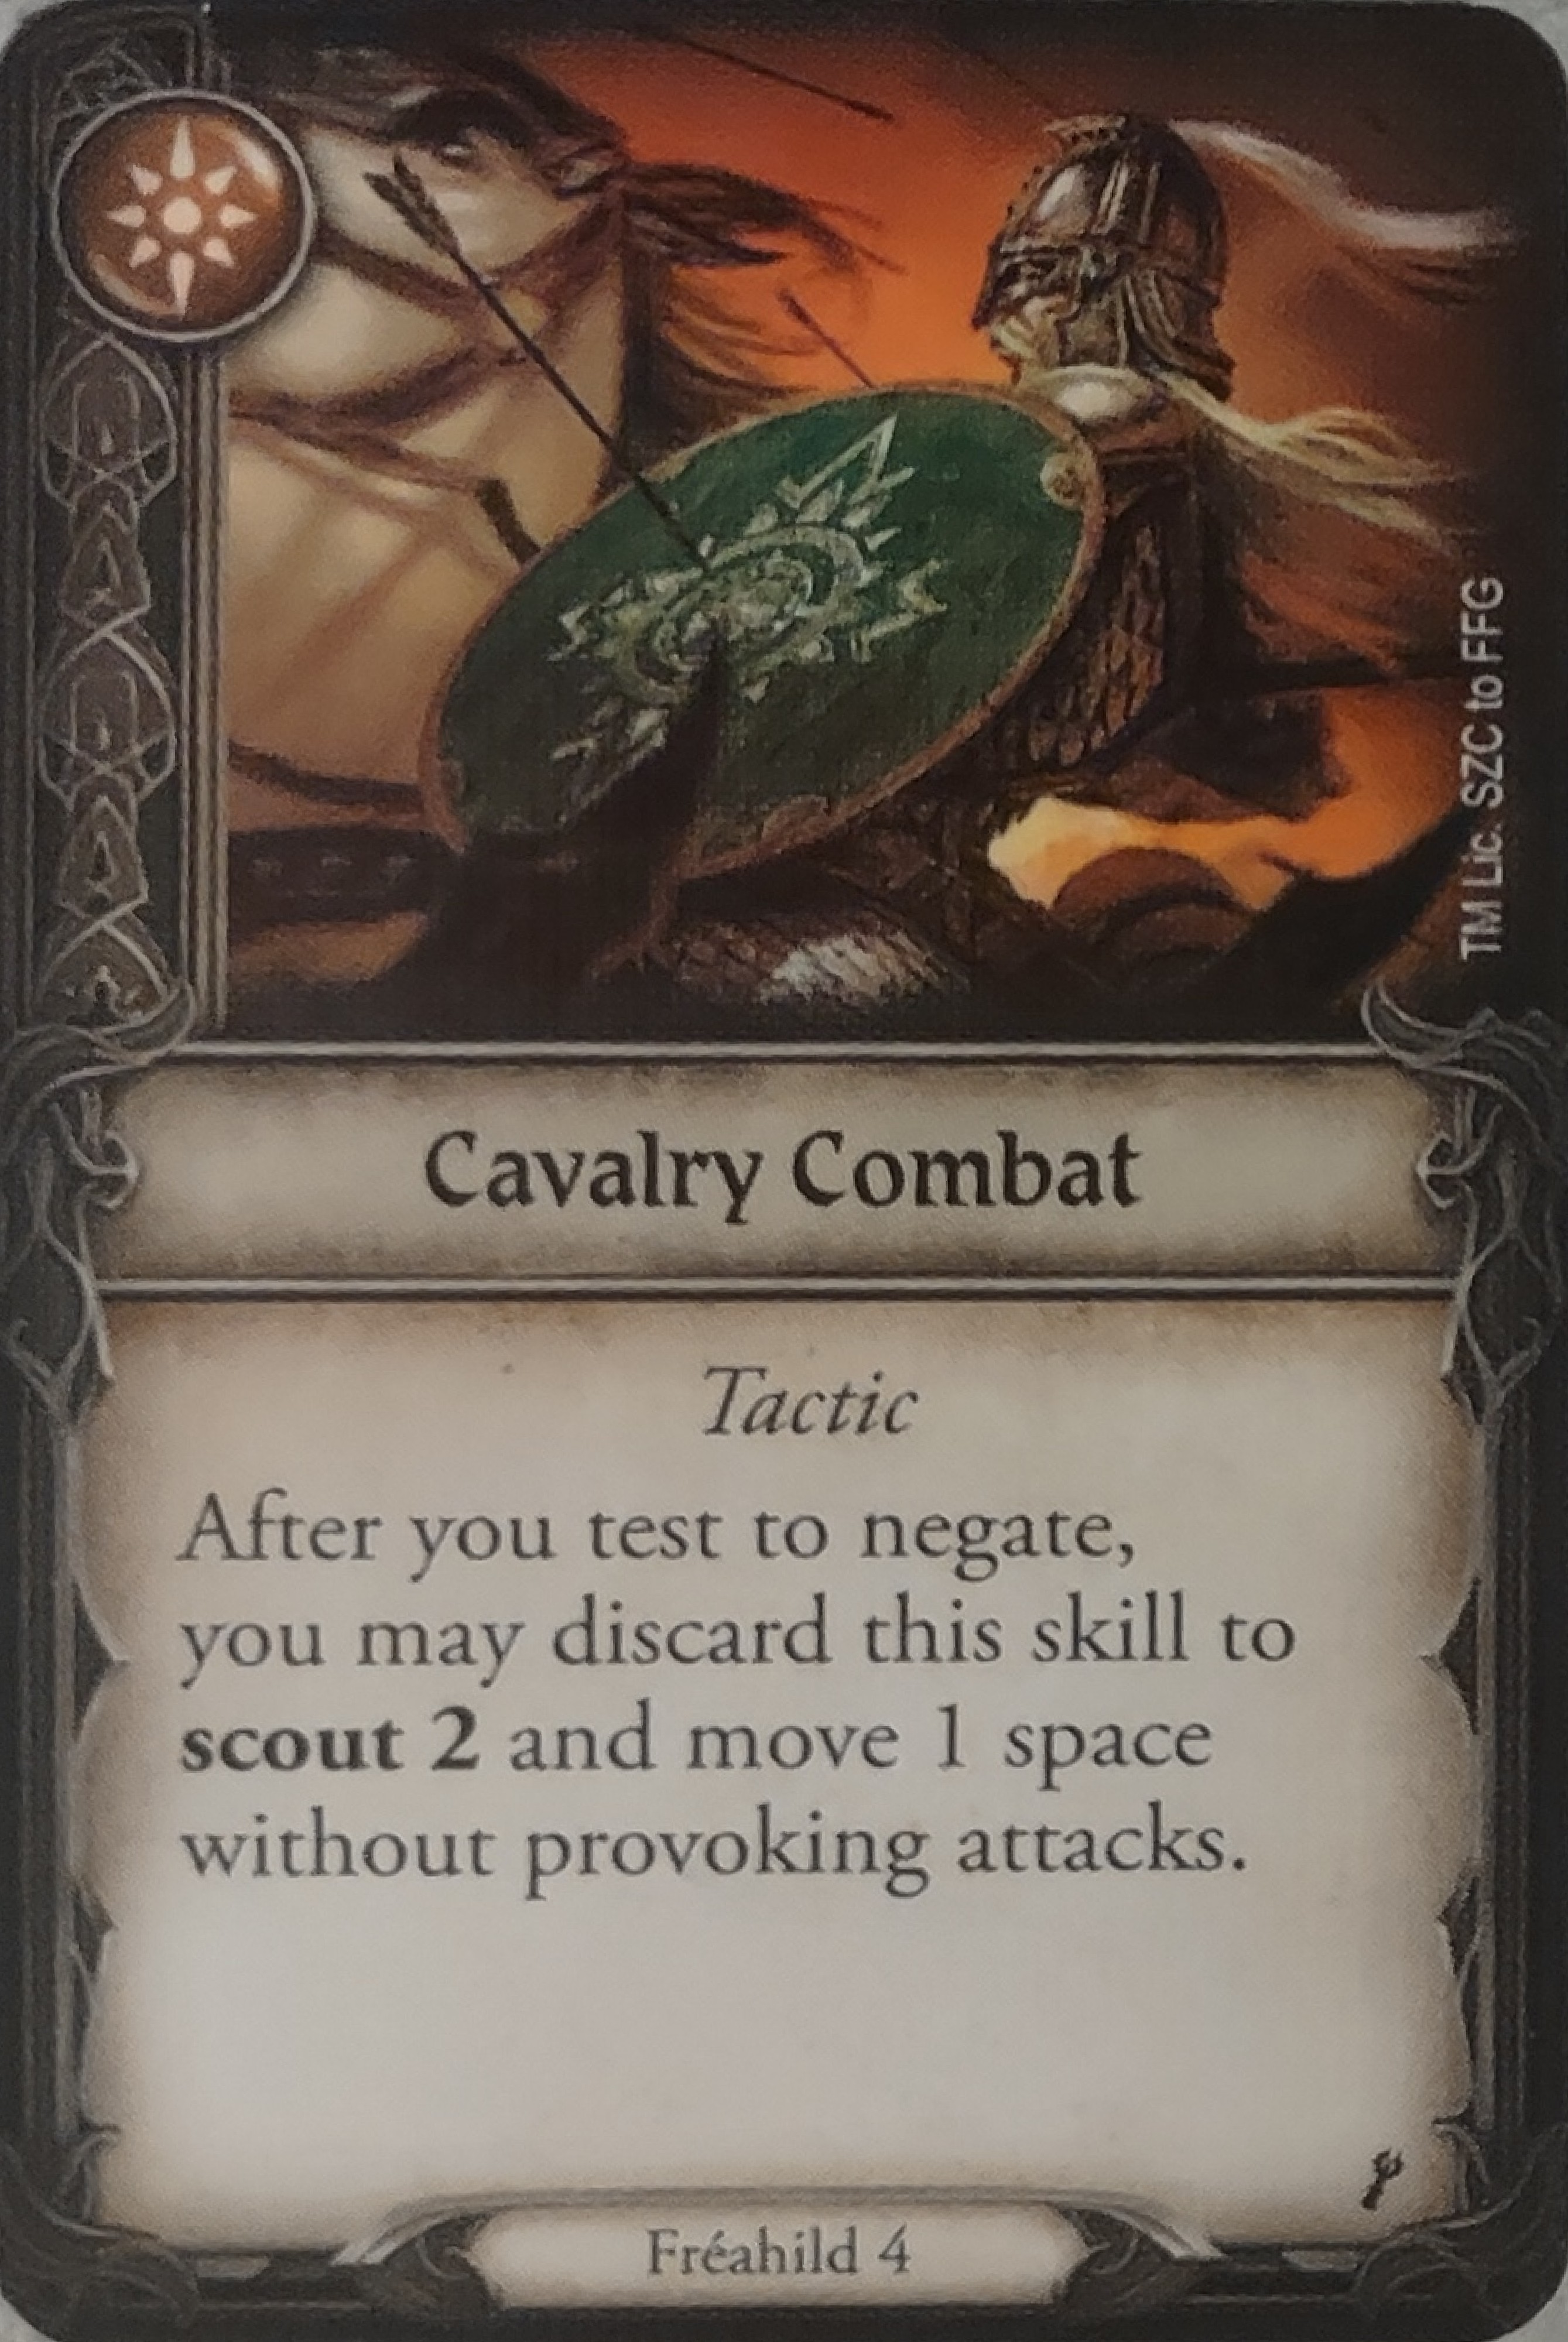 TM Lic. SZC to FFG
Cavalry Combat
Tactic
After you test to negate,
you may discard this skill to
scout 2 and move 1 space
without provoking attacks.
Fréahild 4